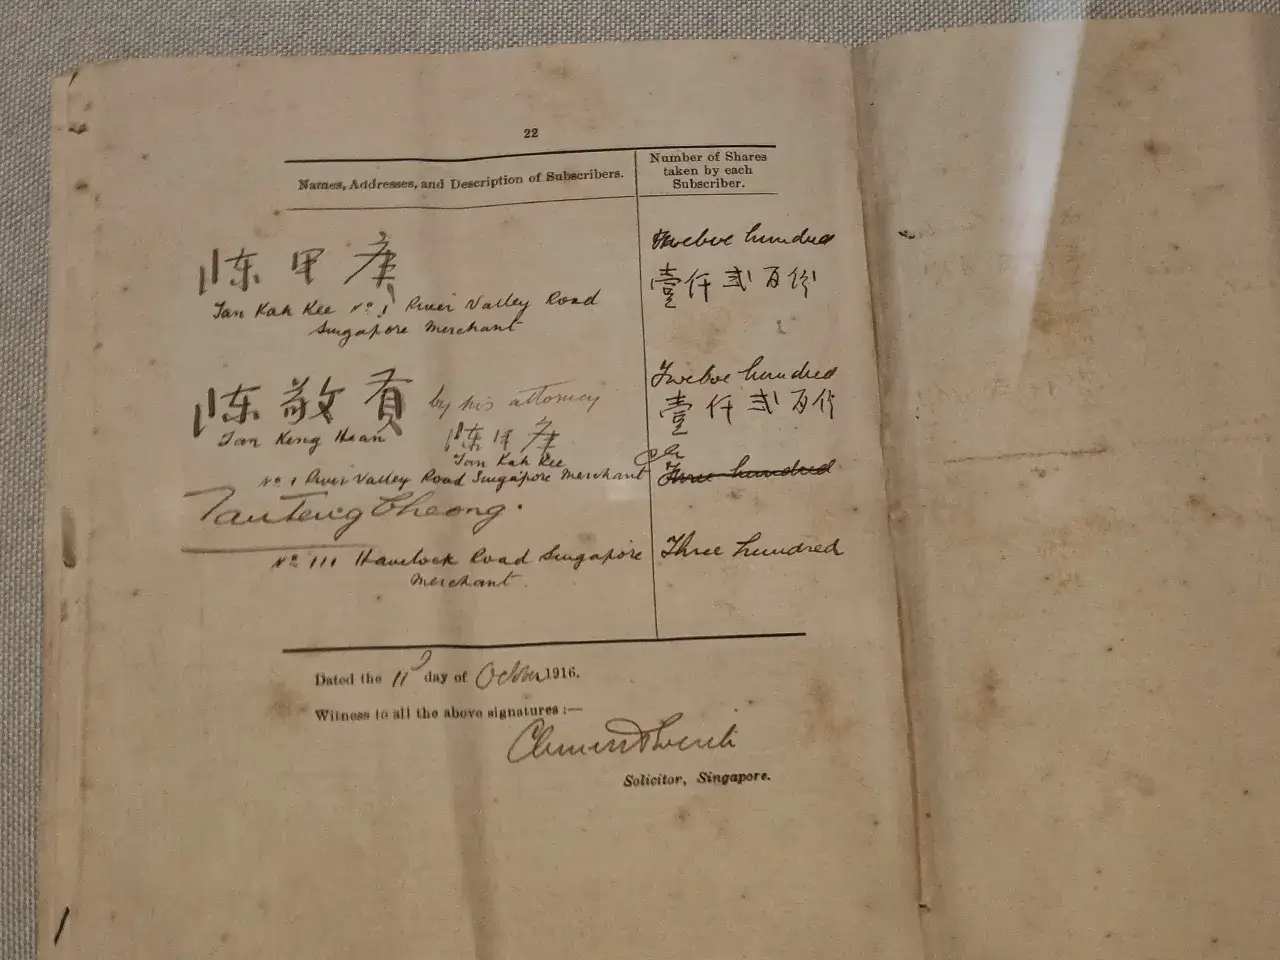 22
Names, Addresses, and Description of Subscribers.
Number of Shares
taken by each
Subscriber.
陈甲庚
Tan Kah Kee No. 1 River Valley Road
Singapore Merchant
Twelve hundred
壹仟弍百份
陈敬賢 by his attorney
Tan Keng Hean
陈甲庚
Tan Kah Kee
No 1 River Valley Road Singapore Merchant
Twelve hundred
壹仟弍百份
Three hundred
Tan Teng Cheong.
No 111 Havelock Road Singapore
Merchant
Three hundred
Dated the 11 day of October 1916.
Witness to all the above signatures :—
Solicitor, Singapore.